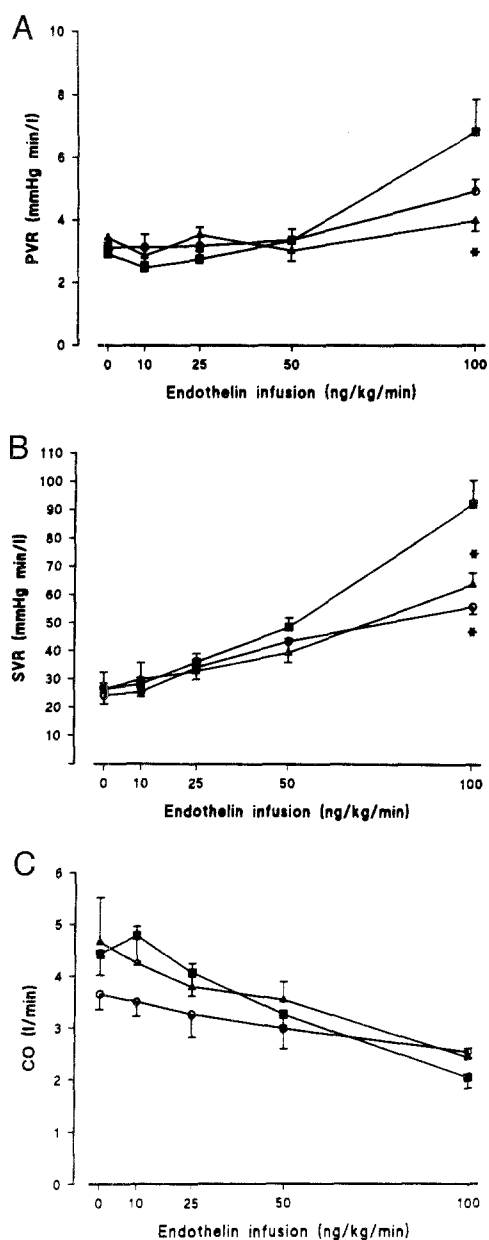 A
PVR (mmHg min/l)
10
8
6
4
2
0
*
0 10 25 50 100
Endothelin infusion (ng/kg/min)
B
SVR (mmHg min/l)
110
100
90
80
70
60
50
40
30
20
10
*
*
0 10 25 50 100
Endothelin infusion (ng/kg/min)
C
CO (l/min)
6
5
4
3
2
1
0
0 10 25 50 100
Endothelin infusion (ng/kg/min)